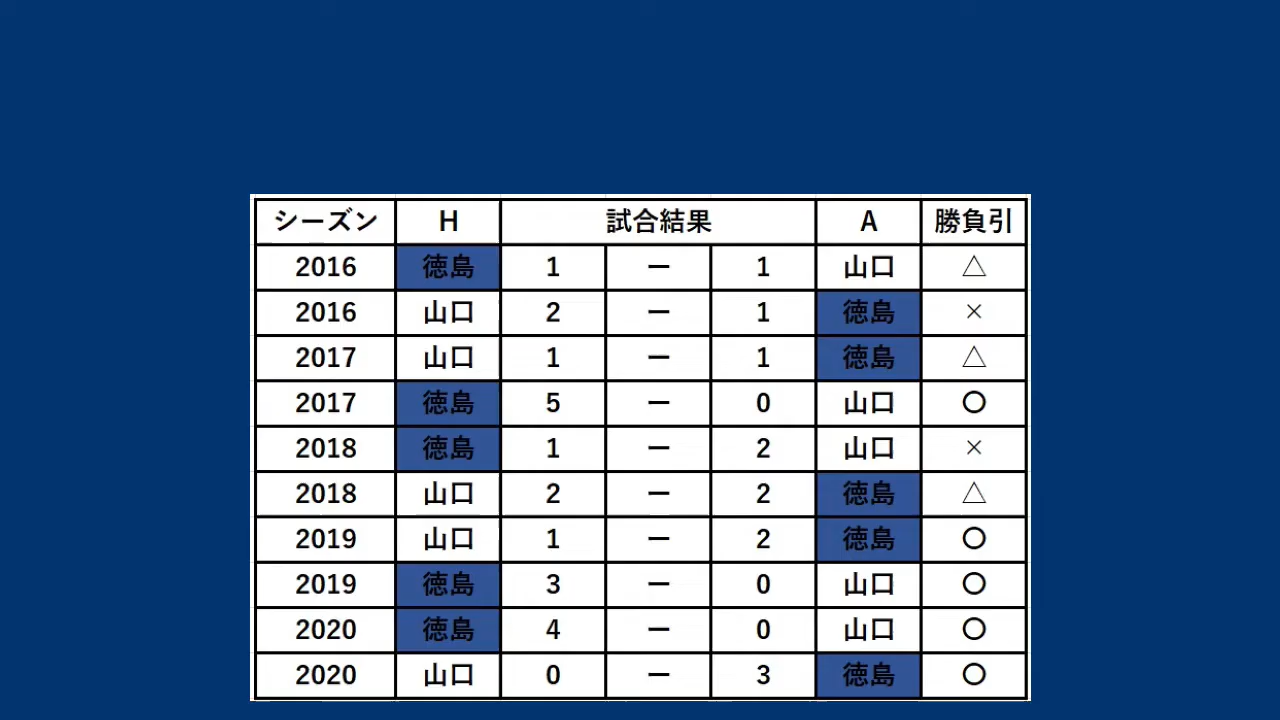 シーズン H 試合結果 A 勝負引
2016 徳島 1 ー 1 山口 △
2016 山口 2 ー 1 徳島 ×
2017 山口 1 ー 1 徳島 △
2017 徳島 5 ー 0 山口 〇
2018 徳島 1 ー 2 山口 ×
2018 山口 2 ー 2 徳島 △
2019 山口 1 ー 2 徳島 〇
2019 徳島 3 ー 0 山口 〇
2020 徳島 4 ー 0 山口 〇
2020 山口 0 ー 3 徳島 〇